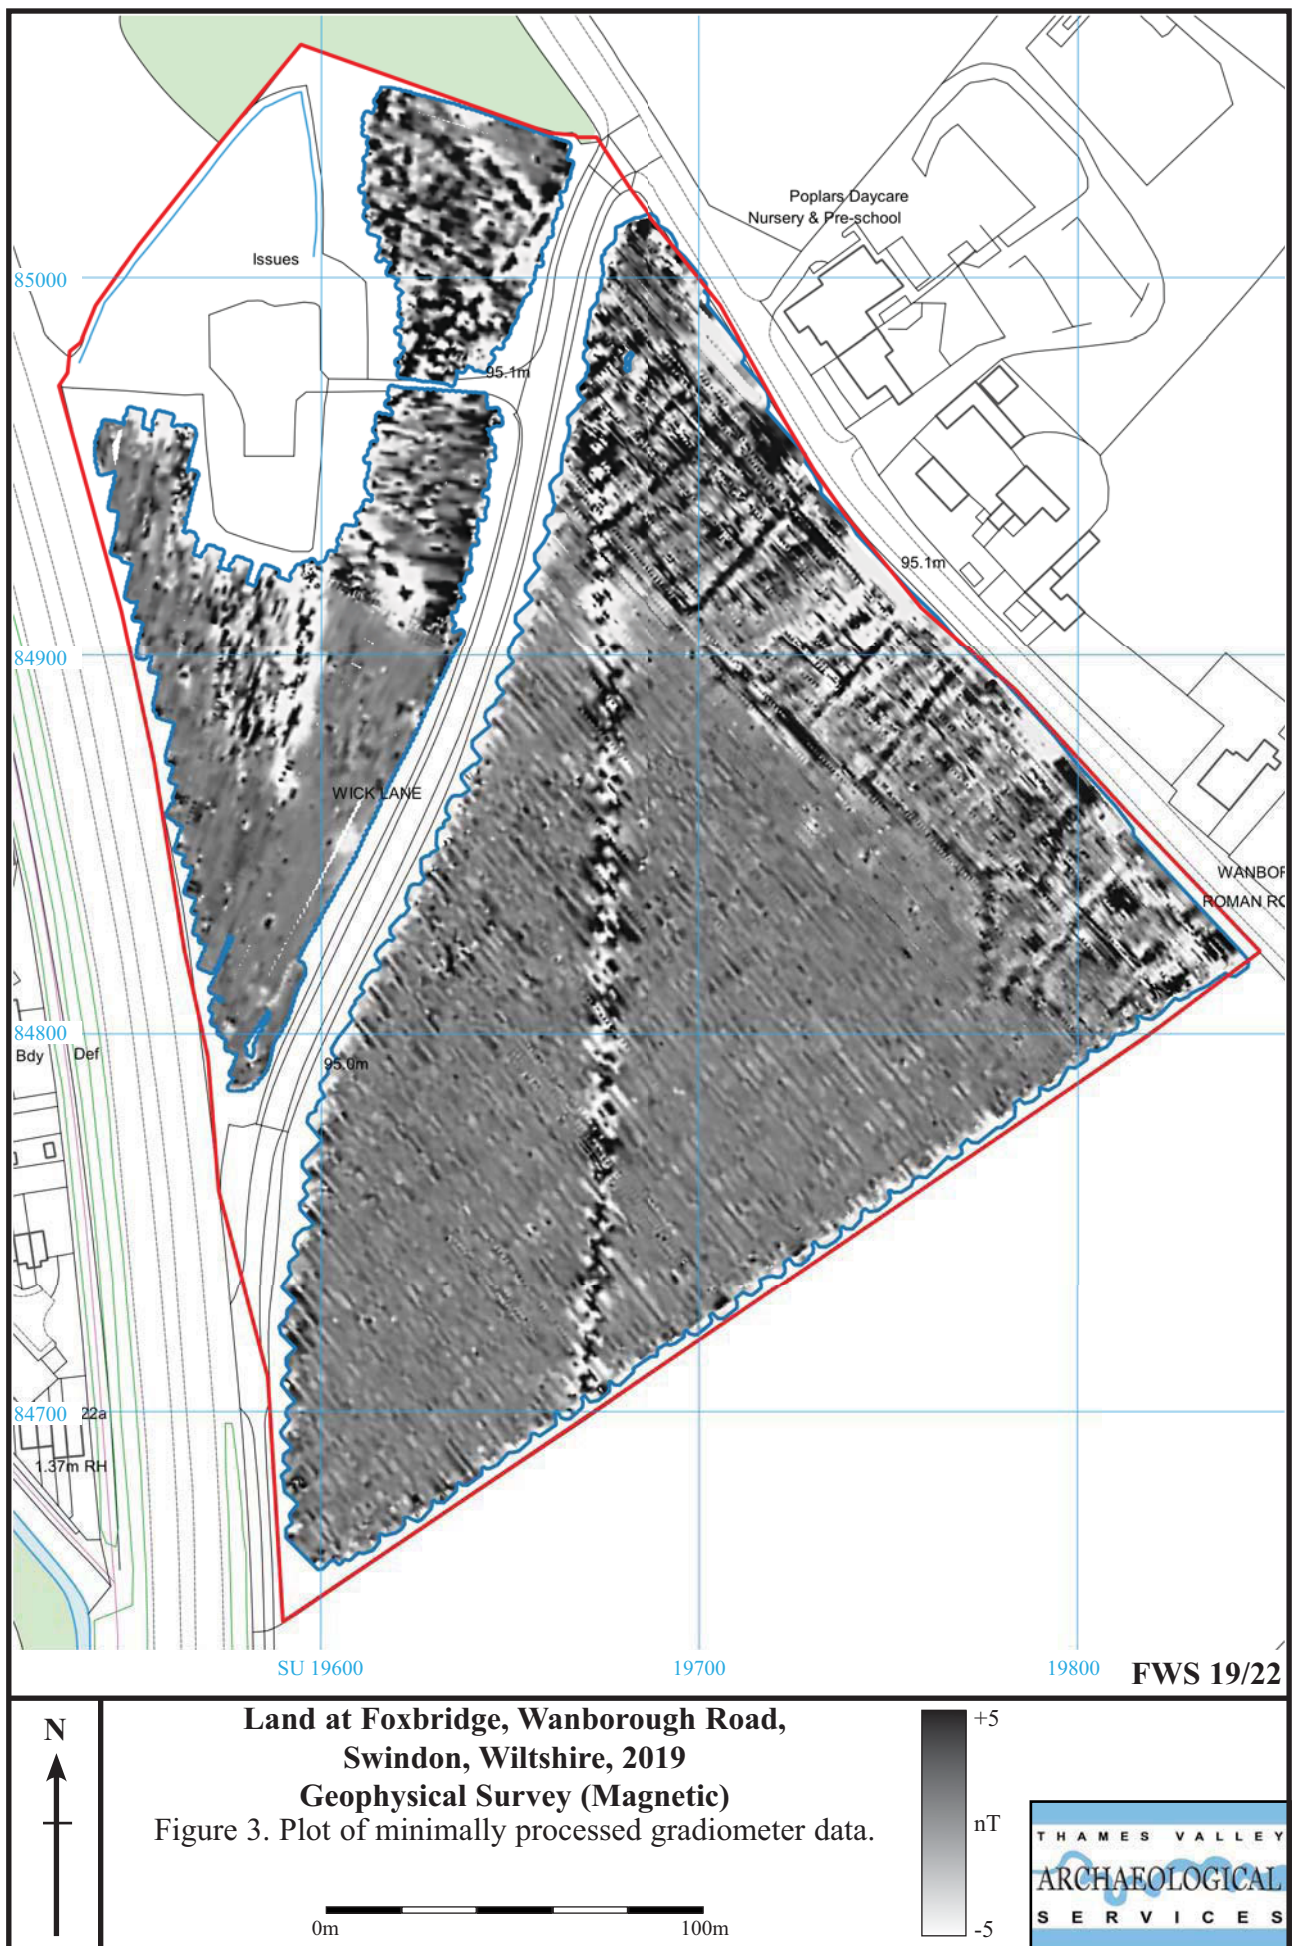 Poplars Daycare
Nursery & Pre-school
Issues
85000
95.1m
95.1m
84900
WICK LANE
WANBOR
ROMAN RO
84800
Bdy Def
95.0m
84700
22a
1.37m RH
SU 19600
19700
19800
FWS 19/22
N
Land at Foxbridge, Wanborough Road,
Swindon, Wiltshire, 2019
Geophysical Survey (Magnetic)
Figure 3. Plot of minimally processed gradiometer data.
0m
100m
+5
nT
-5
THAMES VALLEY
ARCHAEOLOGICAL
SERVICES